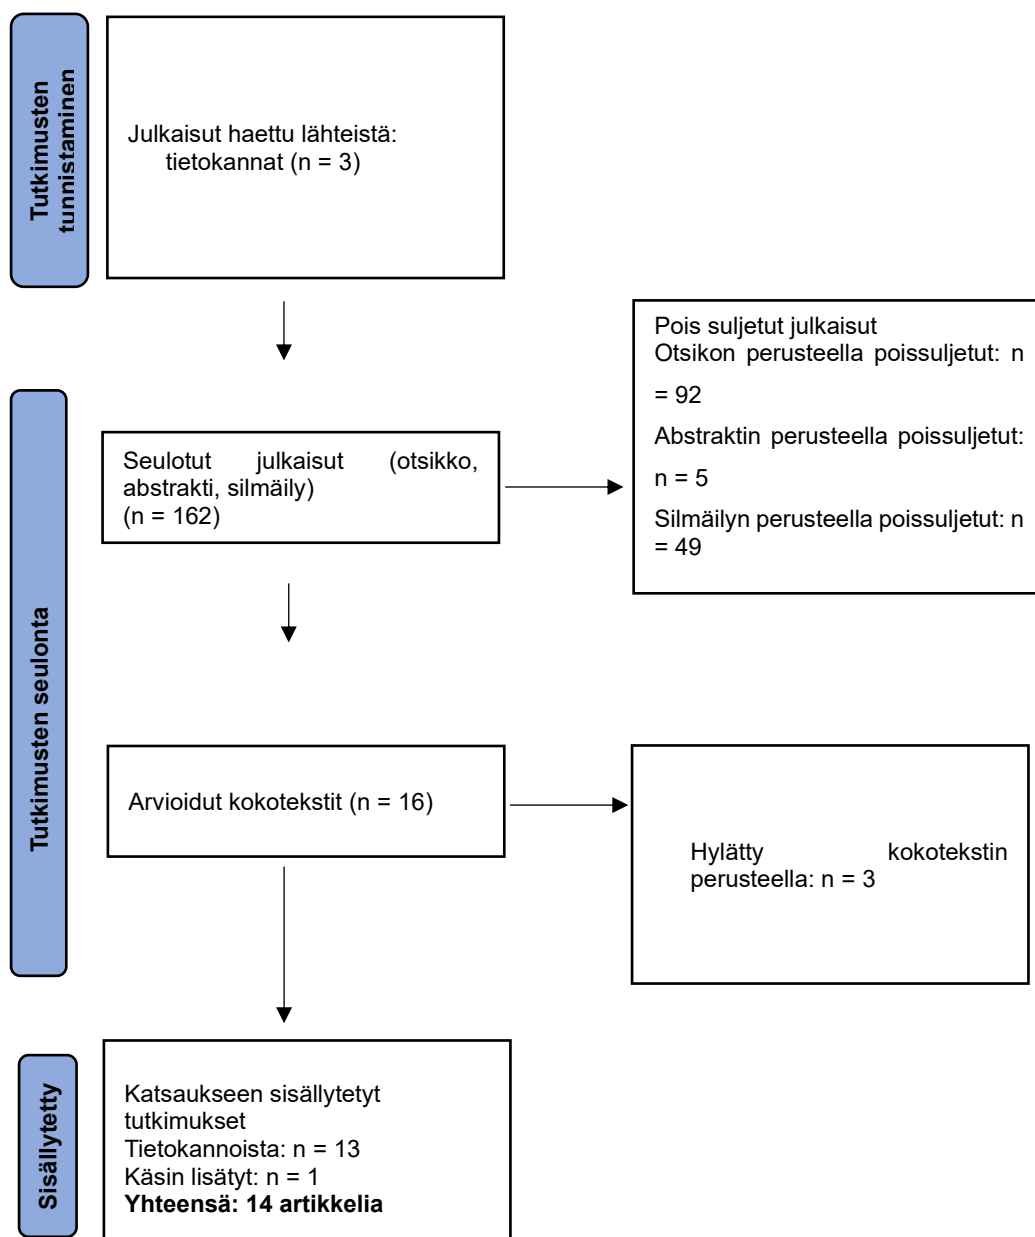 Tutkimusten
tunnistaminen
Julkaisut haettu lähteistä:
tietokannat (n = 3)
Pois suljetut julkaisut
Otsikon perusteella poissuljetut: n
= 92
Abstraktin perusteella poissuljetut:
n = 5
Silmäilyn perusteella poissuljetut: n
= 49
Tutkimusten seulonta
Seulotut julkaisut (otsikko,
abstrakti, silmäily)
(n = 162)
Arvioidut kokotekstit (n = 16)
Hylätty kokotekstin
perusteella: n = 3
Sisällytetty
Katsaukseen sisällytetyt
tutkimukset
Tietokannoista: n = 13
Käsin lisätyt: n = 1
Yhteensä: 14 artikkelia